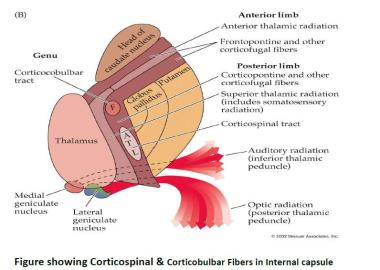 (B)
Anterior limb
Anterior thalamic radiation
Frontopontine and other
corticofugal fibers
Posterior limb
Corticopontine and other
corticofugal fibers
Superior thalamic radiation
(includes somatosensory
radiation)
Corticospinal tract
Auditory radiation
(inferior thalamic
peduncle)
Optic radiation
(posterior thalamic
peduncle)
Genu
Corticocobulbar
tract
Head of
caudate nucleus
Putamen
Globus
pallidus
F
A
T
L
Thalamus
Medial
geniculate
nucleus
Lateral
geniculate
nucleus
© 2002 Sinauer Associates, Inc.
Figure showing Corticospinal & Corticobulbar Fibers in Internal capsule